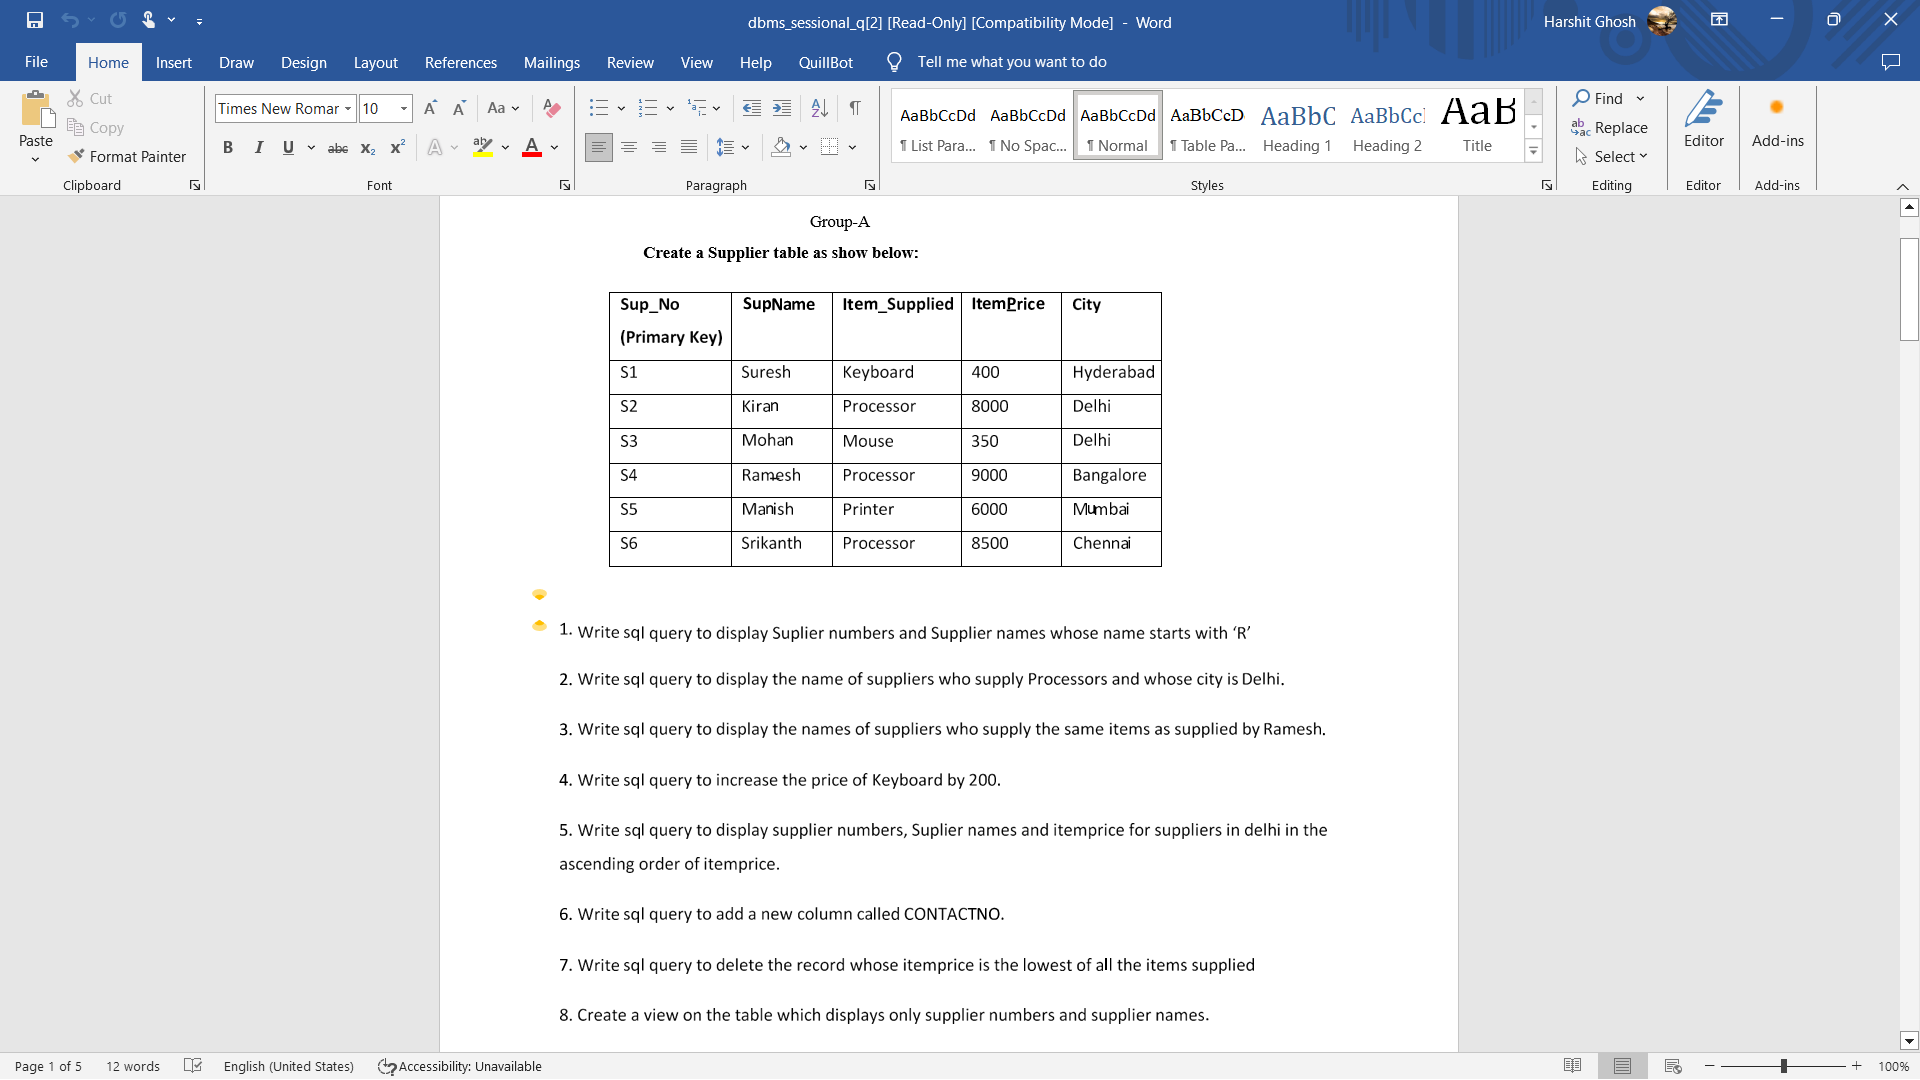 dbms_sessional_q[2] [Read-Only] [Compatibility Mode] - Word
Harshit Ghosh
File Home Insert Draw Design Layout References Mailings Review View Help QuillBot Tell me what you want to do
Paste
Cut
Copy
Format Painter
Clipboard
Times New Romar 10
Font
Paragraph
AaBbCcDd AaBbCcDd AaBbCcDd AaBbCcD AaBbC AaBbCc AaB
¶ List Para... ¶ No Spac... ¶ Normal ¶ Table Pa... Heading 1 Heading 2 Title
Styles
Find
Replace
Select
Editing
Editor
Editor
Add-ins
Add-ins
Group-A
Create a Supplier table as show below:
Sup_No (Primary Key) SupName Item_Supplied ItemPrice City
S1 Suresh Keyboard 400 Hyderabad
S2 Kiran Processor 8000 Delhi
S3 Mohan Mouse 350 Delhi
S4 Ramesh Processor 9000 Bangalore
S5 Manish Printer 6000 Mumbai
S6 Srikanth Processor 8500 Chennai
1. Write sql query to display Suplier numbers and Supplier names whose name starts with ‘R’
2. Write sql query to display the name of suppliers who supply Processors and whose city is Delhi.
3. Write sql query to display the names of suppliers who supply the same items as supplied by Ramesh.
4. Write sql query to increase the price of Keyboard by 200.
5. Write sql query to display supplier numbers, Suplier names and itemprice for suppliers in delhi in the
ascending order of itemprice.
6. Write sql query to add a new column called CONTACTNO.
7. Write sql query to delete the record whose itemprice is the lowest of all the items supplied
8. Create a view on the table which displays only supplier numbers and supplier names.
Page 1 of 5 12 words English (United States) Accessibility: Unavailable 100%